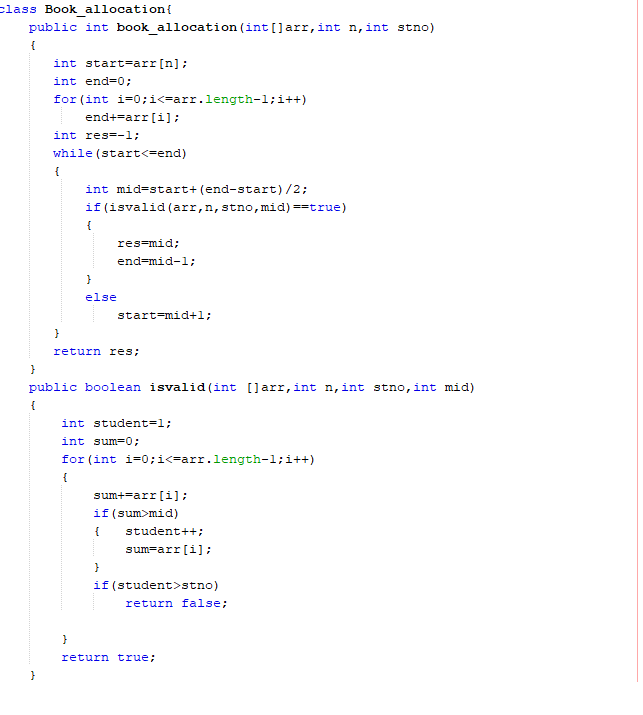 class Book_allocation{
public int book_allocation(int[]arr,int n,int stno)
{
int start=arr[n];
int end=0;
for(int i=0;i<=arr.length-1;i++)
end+=arr[i];
int res=-1;
while(start<=end)
{
int mid=start+(end-start)/2;
if(isvalid(arr,n,stno,mid)==true)
{
res=mid;
end=mid-1;
}
else
start=mid+1;
}
return res;
}
public boolean isvalid(int []arr,int n,int stno,int mid)
{
int student=1;
int sum=0;
for(int i=0;i<=arr.length-1;i++)
{
sum+=arr[i];
if(sum>mid)
{ student++;
sum=arr[i];
}
if(student>stno)
return false;
}
return true;
}